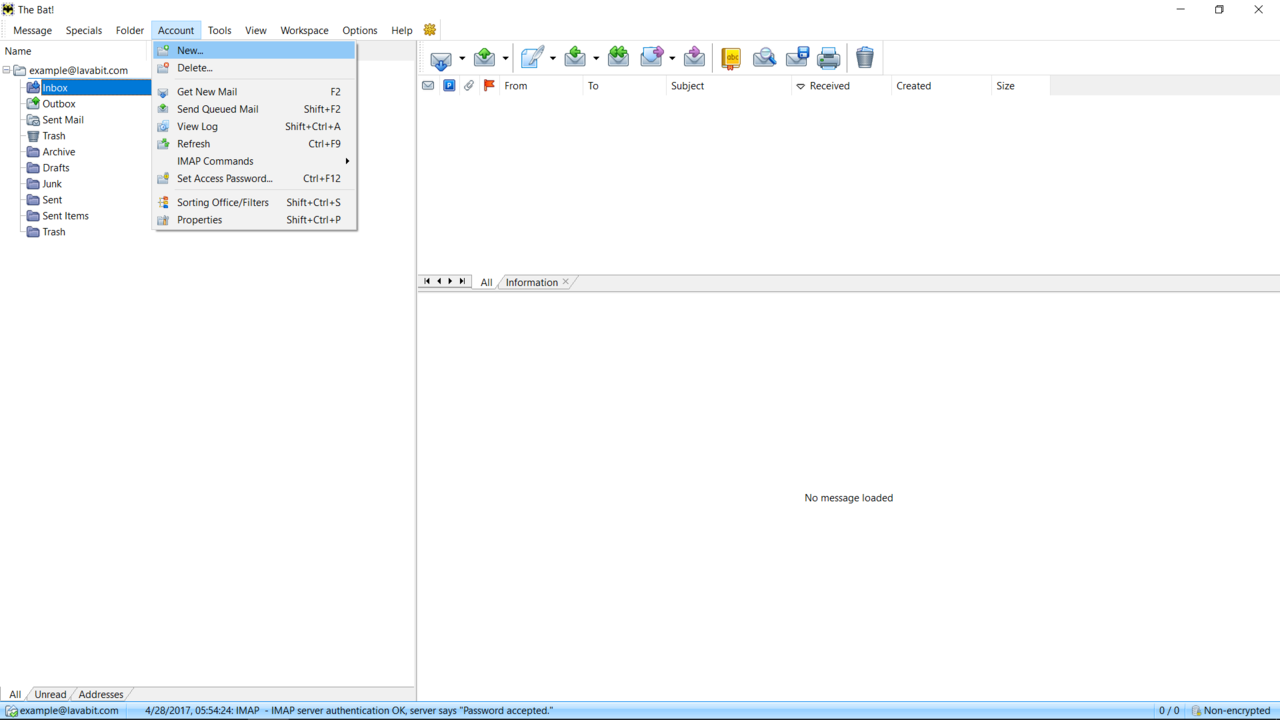 The Bat!
Message Specials Folder Account Tools View Workspace Options Help
Name
example@lavabit.com
Inbox
Outbox
Sent Mail
Trash
Archive
Drafts
Junk
Sent
Sent Items
Trash
New...
Delete...
Get New Mail F2
Send Queued Mail Shift+F2
View Log Shift+Ctrl+A
Refresh Ctrl+F9
IMAP Commands
Set Access Password... Ctrl+F12
Sorting Office/Filters Shift+Ctrl+S
Properties Shift+Ctrl+P
abc
P From To Subject Received Created Size
All Information
No message loaded
All Unread Addresses
example@lavabit.com 4/28/2017, 05:54:24: IMAP - IMAP server authentication OK, server says "Password accepted." 0 / 0 Non-encrypted